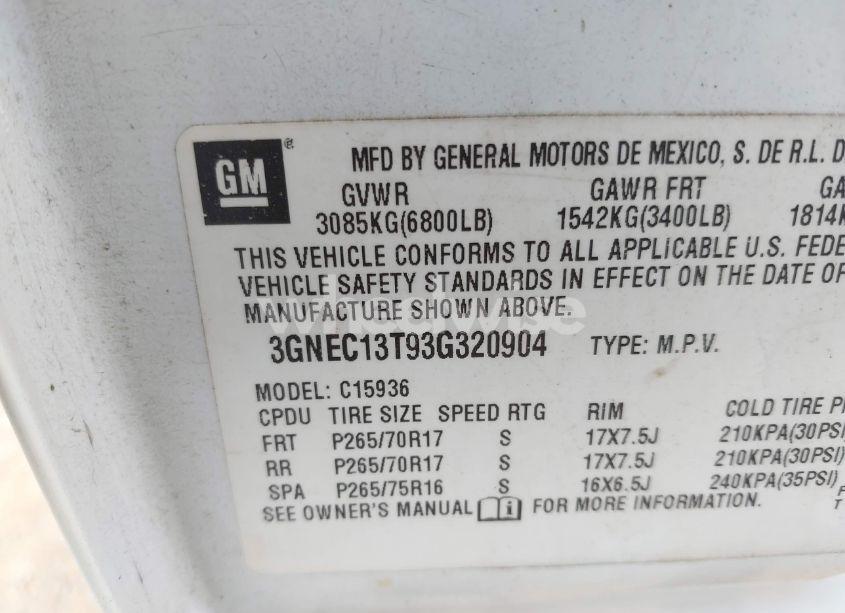 GM
MFD BY GENERAL MOTORS DE MEXICO, S. DE R.L. D
GVWR GAWR FRT GA
3085KG(6800LB) 1542KG(3400LB) 1814K
THIS VEHICLE CONFORMS TO ALL APPLICABLE U.S. FEDE
VEHICLE SAFETY STANDARDS IN EFFECT ON THE DATE OF
MANUFACTURE SHOWN ABOVE.
3GNEC13T93G320904 TYPE: M.P.V.
MODEL: C15936
CPDU TIRE SIZE SPEED RTG RIM COLD TIRE P
FRT P265/70R17 S 17X7.5J 210KPA(30PSI)
RR P265/70R17 S 17X7.5J 210KPA(30PSI)
SPA P265/75R16 S 16X6.5J 240KPA(35PSI)
SEE OWNER'S MANUAL i FOR MORE INFORMATION.